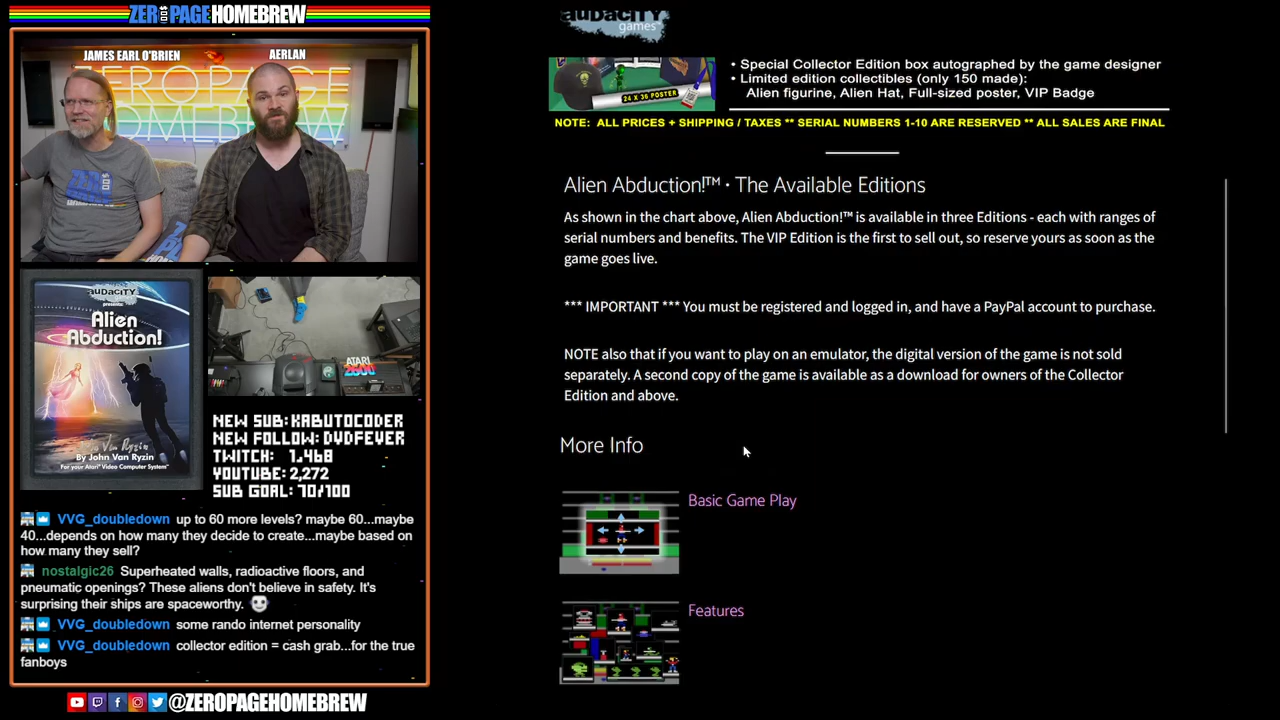 ZEROPAGEHOMEBREW
JAMES EARL O'BRIEN
AERLAN
ZEROPAGE
HOMEBREW
AUDACITY
presents:
Alien
Abduction!
John Van Ryzin
By John Van Ryzin
For your Atari Video Computer System™
ATARI
2600
NEW SUB: KABUTOCODER
NEW FOLLOW: DVDFEVER
TWITCH: 1,468
YOUTUBE: 2,272
SUB GOAL: 70/100
VVG_doubledown up to 60 more levels? maybe 60...maybe
40...depends on how many they decide to create...maybe based on
how many they sell?
nostalgic26 Superheated walls, radioactive floors, and
pneumatic openings? These aliens don't believe in safety. It's
surprising their ships are spaceworthy.
VVG_doubledown some rando internet personality
VVG_doubledown collector edition = cash grab...for the true
fanboys
@ZEROPAGEHOMEBREW
audacity
games™
24 X 36 POSTER
• Special Collector Edition box autographed by the game designer
• Limited edition collectibles (only 150 made):
Alien figurine, Alien Hat, Full-sized poster, VIP Badge
NOTE: ALL PRICES + SHIPPING / TAXES ** SERIAL NUMBERS 1-10 ARE RESERVED ** ALL SALES ARE FINAL
Alien Abduction!™ • The Available Editions
As shown in the chart above, Alien Abduction!™ is available in three Editions - each with ranges of
serial numbers and benefits. The VIP Edition is the first to sell out, so reserve yours as soon as the
game goes live.
*** IMPORTANT *** You must be registered and logged in, and have a PayPal account to purchase.
NOTE also that if you want to play on an emulator, the digital version of the game is not sold
separately. A second copy of the game is available as a download for owners of the Collector
Edition and above.
More Info
Basic Game Play
Features